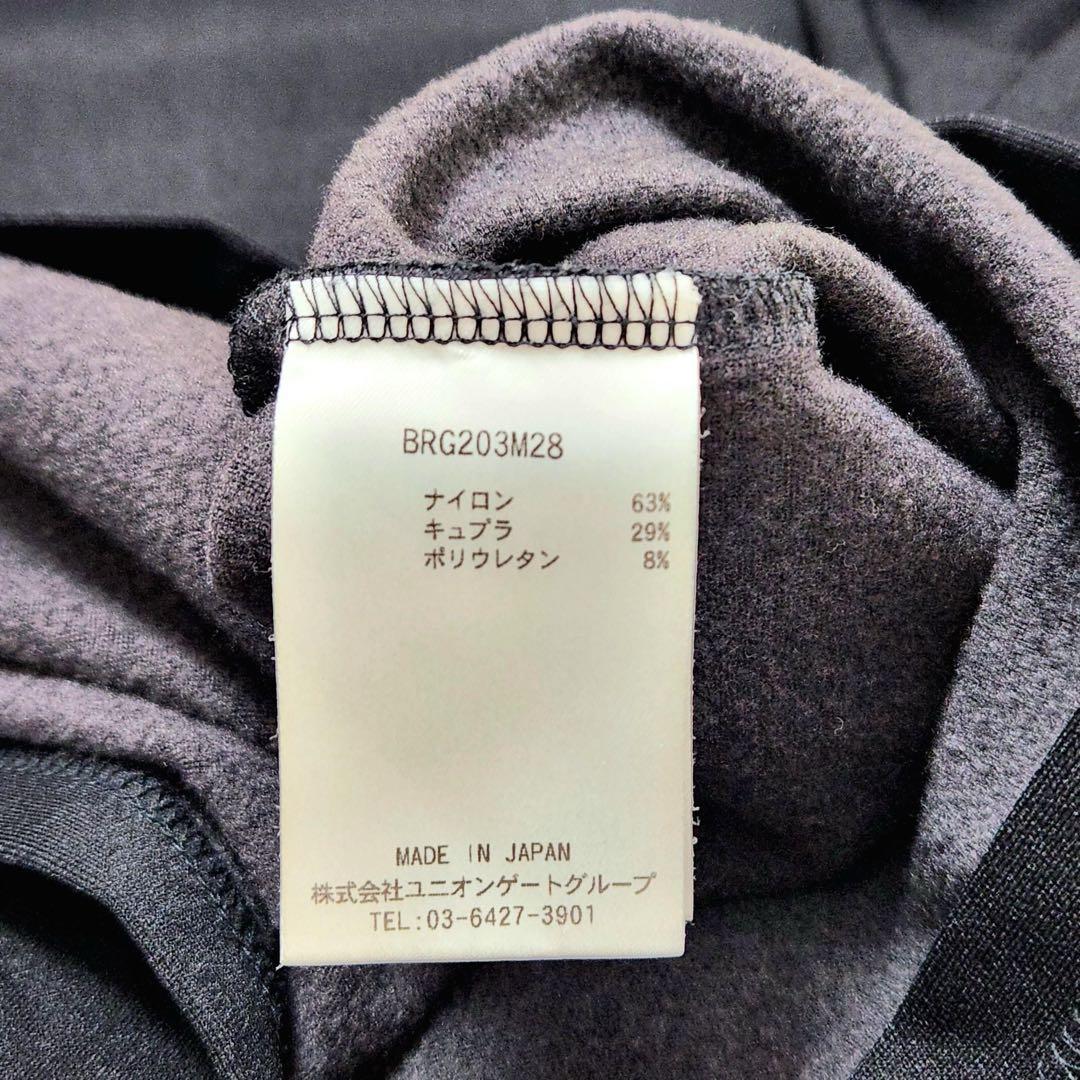 BRG203M28
ナイロン 63%
キュプラ 29%
ポリウレタン 8%
MADE IN JAPAN
株式会社ユニオンゲートグループ
TEL:03-6427-3901